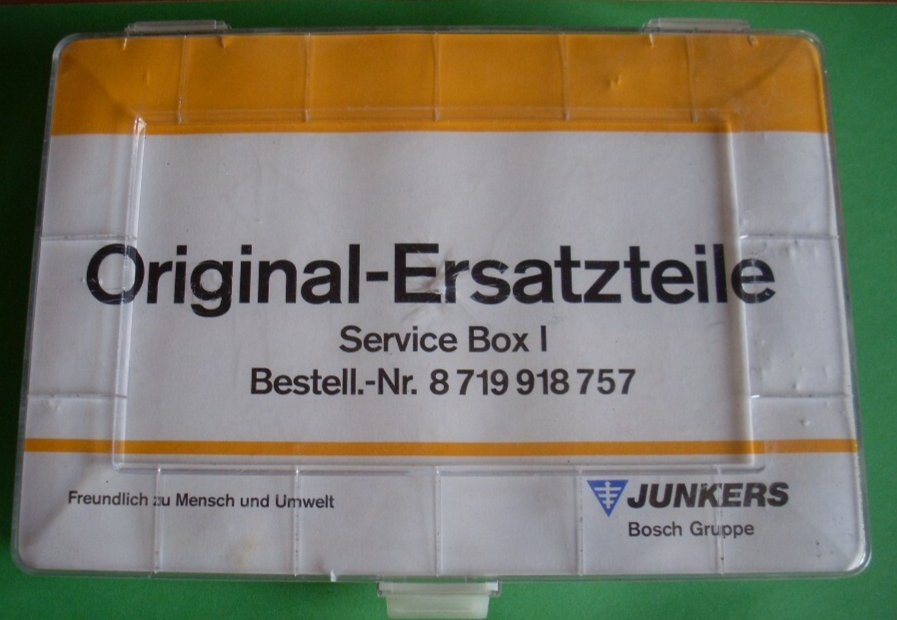 Original-Ersatzteile
Service Box I
Bestell.-Nr. 8 719 918 757
Freundlich zu Mensch und Umwelt
JUNKERS
Bosch Gruppe